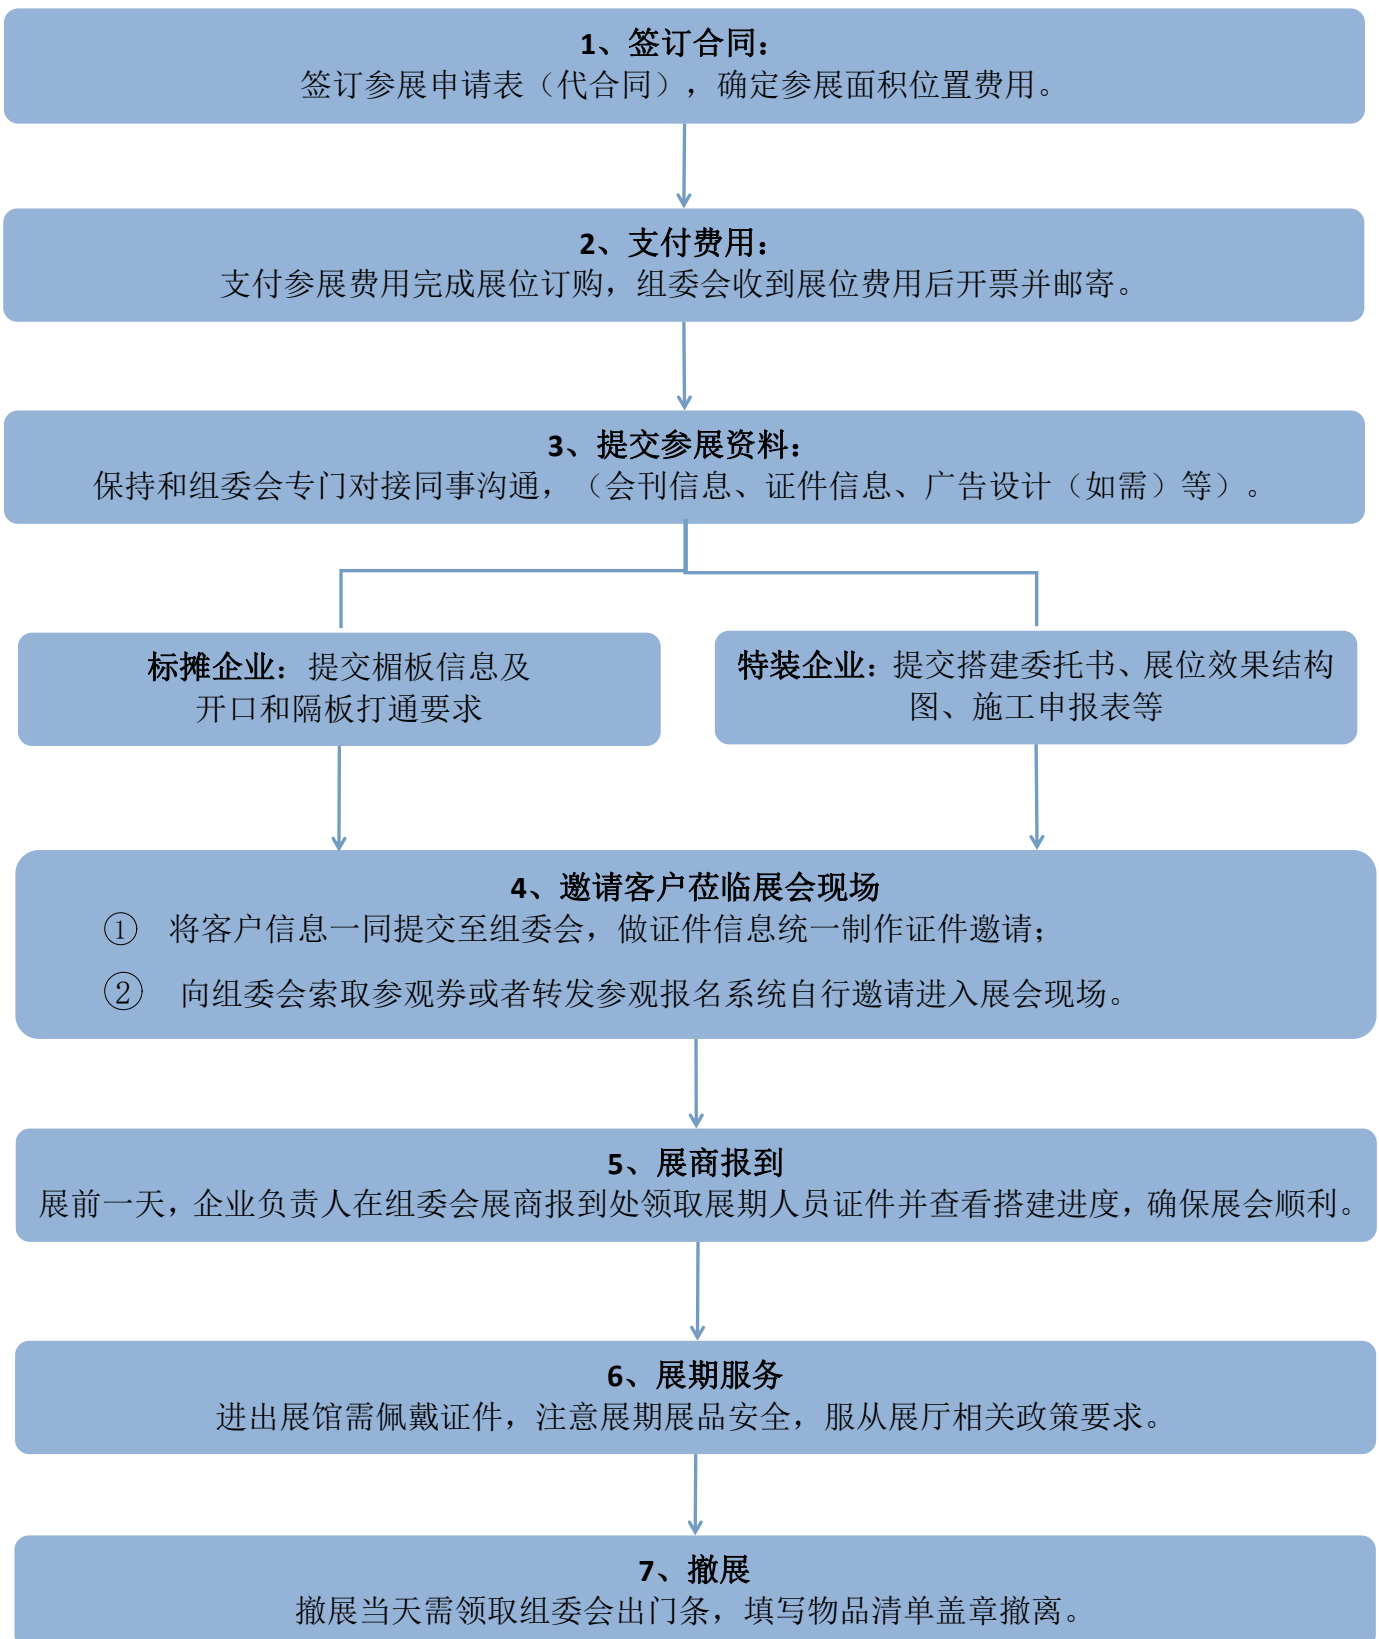 1、签订合同：
签订参展申请表（代合同），确定参展面积位置费用。
2、支付费用：
支付参展费用完成展位订购，组委会收到展位费用后开票并邮寄。
3、提交参展资料：
保持和组委会专门对接同事沟通，（会刊信息、证件信息、广告设计（如需）等）。
标摊企业：提交楣板信息及
开口和隔板打通要求
特装企业：提交搭建委托书、展位效果结构
图、施工申报表等
4、邀请客户莅临展会现场
① 将客户信息一同提交至组委会，做证件信息统一制作证件邀请；
② 向组委会索取参观券或者转发参观报名系统自行邀请进入展会现场。
5、展商报到
展前一天，企业负责人在组委会展商报到处领取展期人员证件并查看搭建进度，确保展会顺利。
6、展期服务
进出展馆需佩戴证件，注意展期展品安全，服从展厅相关政策要求。
7、撤展
撤展当天需领取组委会出门条，填写物品清单盖章撤离。